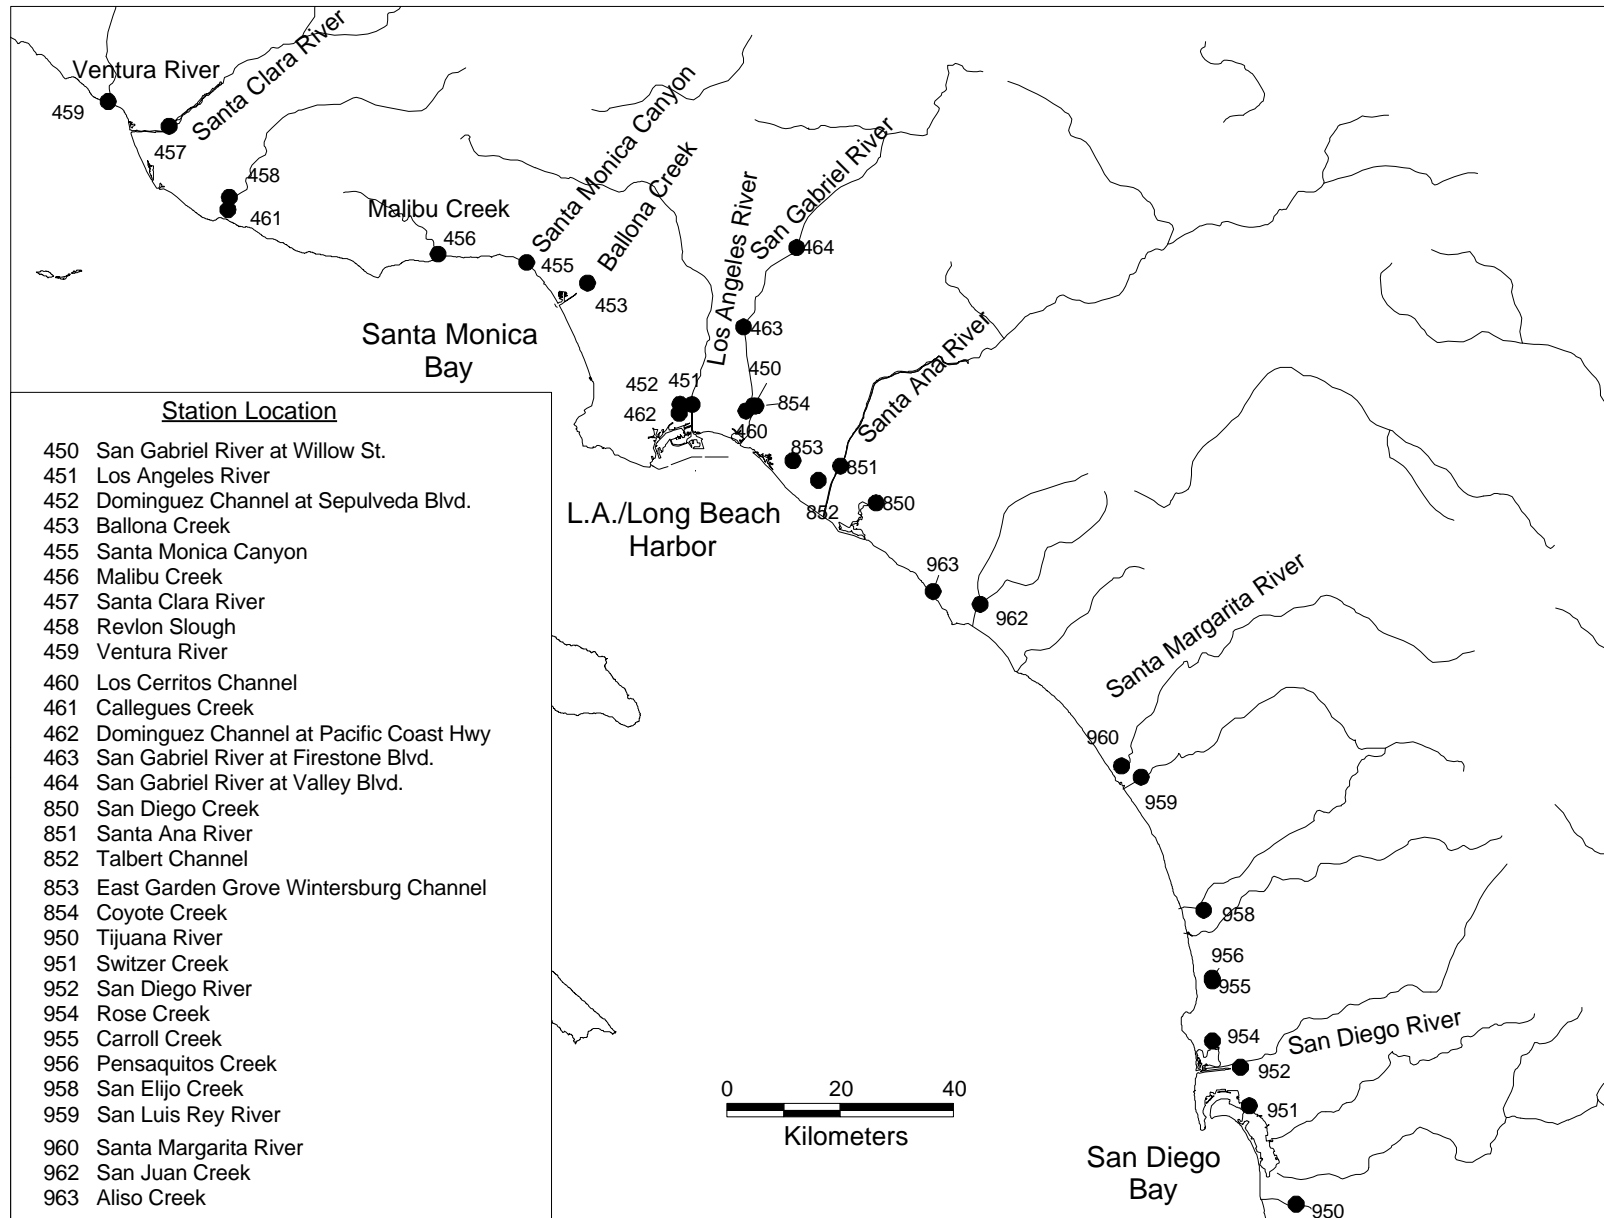 Ventura River
Santa Clara River
459
457
458
461
Malibu Creek
456
Santa Monica Canyon
455
Ballona Creek
453
Los Angeles River
San Gabriel River
464
463
Santa Monica
Bay
452
451
462
450
854
460
Santa Ana River
853
851
852
850
L.A./Long Beach
Harbor
963
962
Santa Margarita River
960
959
958
956
955
954
San Diego River
952
951
San Diego
Bay
950
0 20 40
Kilometers
Station Location
450 San Gabriel River at Willow St.
451 Los Angeles River
452 Dominguez Channel at Sepulveda Blvd.
453 Ballona Creek
455 Santa Monica Canyon
456 Malibu Creek
457 Santa Clara River
458 Revlon Slough
459 Ventura River
460 Los Cerritos Channel
461 Callegues Creek
462 Dominguez Channel at Pacific Coast Hwy
463 San Gabriel River at Firestone Blvd.
464 San Gabriel River at Valley Blvd.
850 San Diego Creek
851 Santa Ana River
852 Talbert Channel
853 East Garden Grove Wintersburg Channel
854 Coyote Creek
950 Tijuana River
951 Switzer Creek
952 San Diego River
954 Rose Creek
955 Carroll Creek
956 Pensaquitos Creek
958 San Elijo Creek
959 San Luis Rey River
960 Santa Margarita River
962 San Juan Creek
963 Aliso Creek